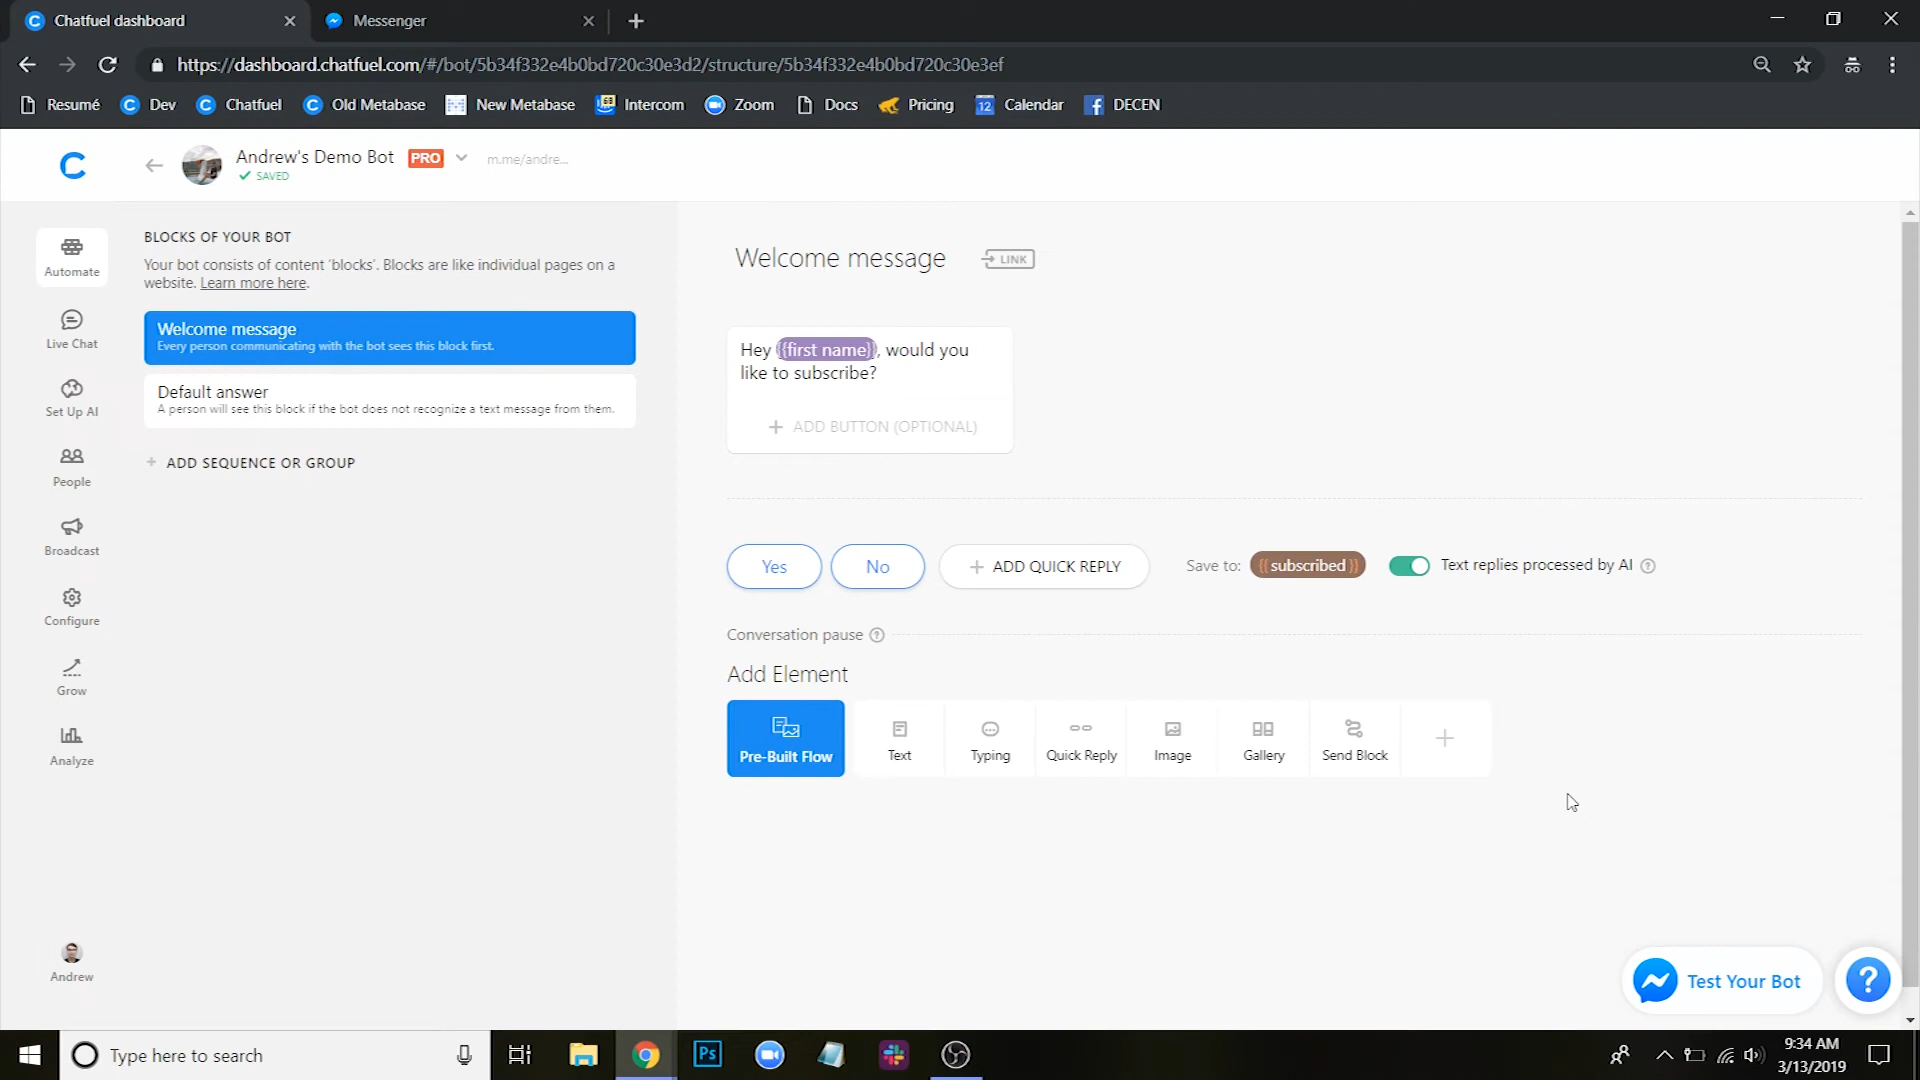 Chatfuel dashboard
Messenger
https://dashboard.chatfuel.com/#/bot/5b34f332e4b0bd720c30e3d2/structure/5b34f332e4b0bd720c30e3ef
Resumé Dev Chatfuel Old Metabase New Metabase Intercom Zoom Docs Pricing 12 Calendar DECEN
Andrew's Demo Bot PRO m.me/andre...
SAVED
Automate
Live Chat
Set Up AI
People
Broadcast
Configure
Grow
Analyze
Andrew
BLOCKS OF YOUR BOT
Your bot consists of content ‘blocks’. Blocks are like individual pages on a
website. Learn more here.
Welcome message
Every person communicating with the bot sees this block first.
Default answer
A person will see this block if the bot does not recognize a text message from them.
+ ADD SEQUENCE OR GROUP
Welcome message LINK
Hey {{first name}}, would you
like to subscribe?
+ ADD BUTTON (OPTIONAL)
Yes No + ADD QUICK REPLY Save to: {{subscribed}} Text replies processed by AI ?
Conversation pause ?
Add Element
Pre-Built Flow Text Typing Quick Reply Image Gallery Send Block +
Test Your Bot ?
Type here to search
Ps
9:34 AM
3/13/2019